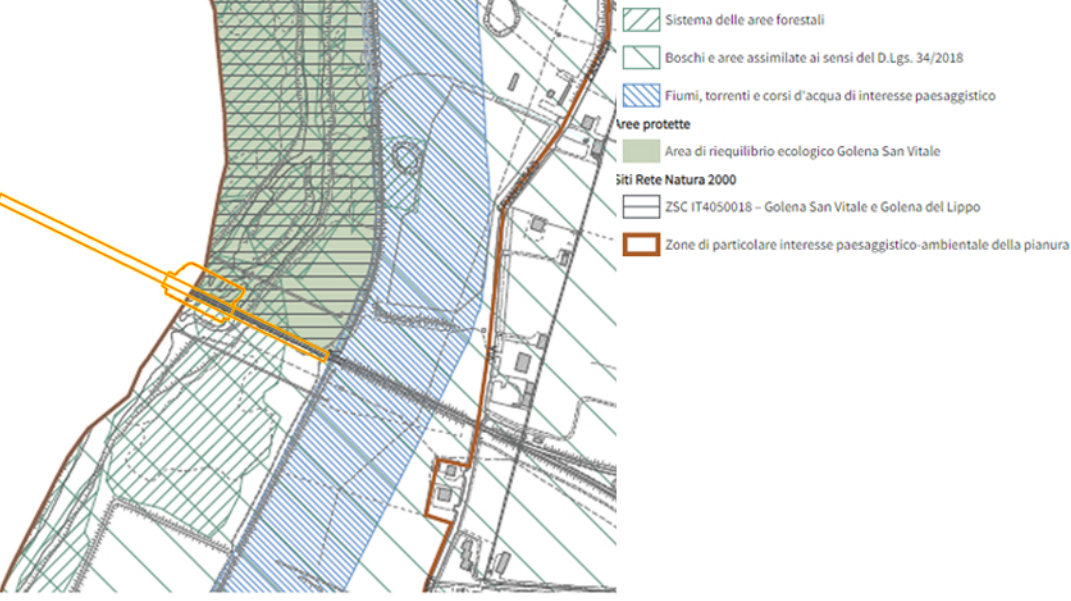 Sistema delle aree forestali
Boschi e aree assimilate ai sensi del D.Lgs. 34/2018
Fiumi, torrenti e corsi d'acqua di interesse paesaggistico
Aree protette
Area di riequilibrio ecologico Golena San Vitale
Siti Rete Natura 2000
ZSC IT4050018 – Golena San Vitale e Golena del Lippo
Zone di particolare interesse paesaggistico-ambientale della pianura